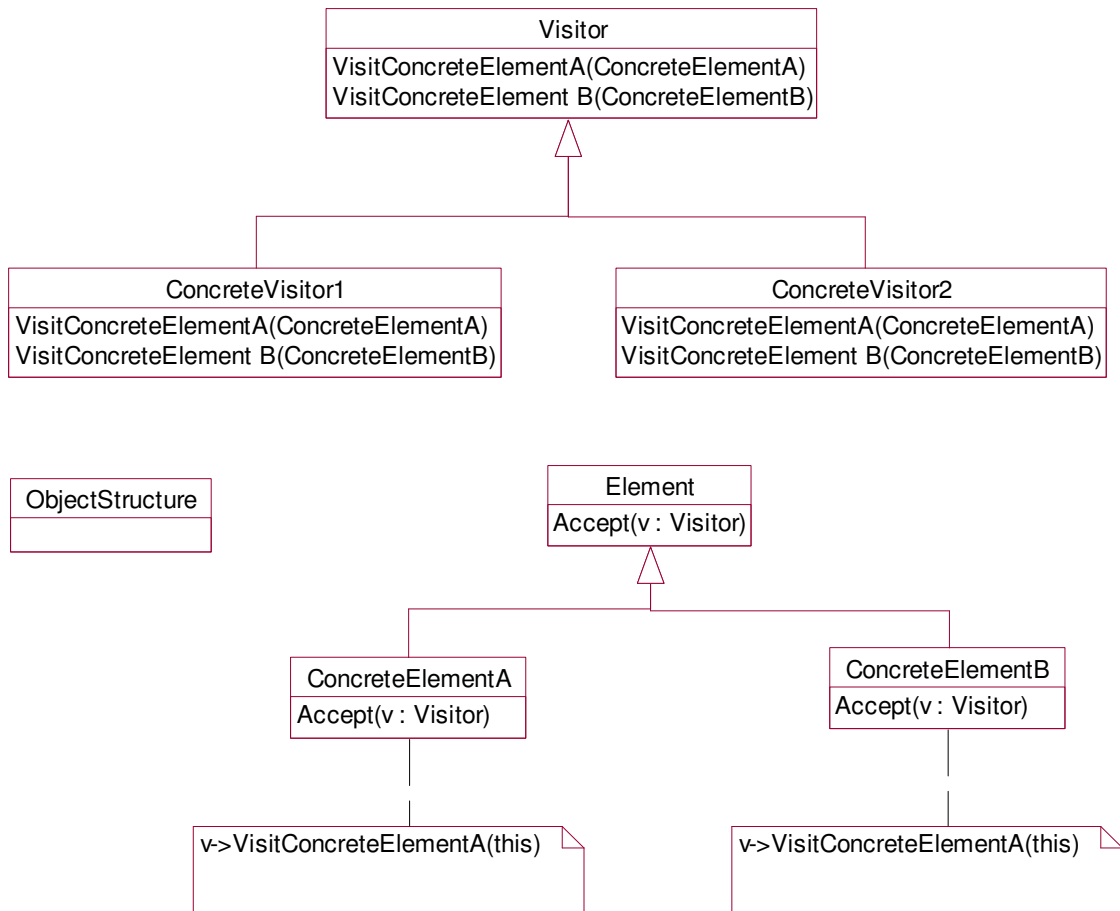 Visitor
VisitConcreteElementA(ConcreteElementA)
VisitConcreteElement B(ConcreteElementB)
ConcreteVisitor1
VisitConcreteElementA(ConcreteElementA)
VisitConcreteElement B(ConcreteElementB)
ConcreteVisitor2
VisitConcreteElementA(ConcreteElementA)
VisitConcreteElement B(ConcreteElementB)
ObjectStructure
Element
Accept(v : Visitor)
ConcreteElementA
Accept(v : Visitor)
ConcreteElementB
Accept(v : Visitor)
v->VisitConcreteElementA(this)
v->VisitConcreteElementA(this)